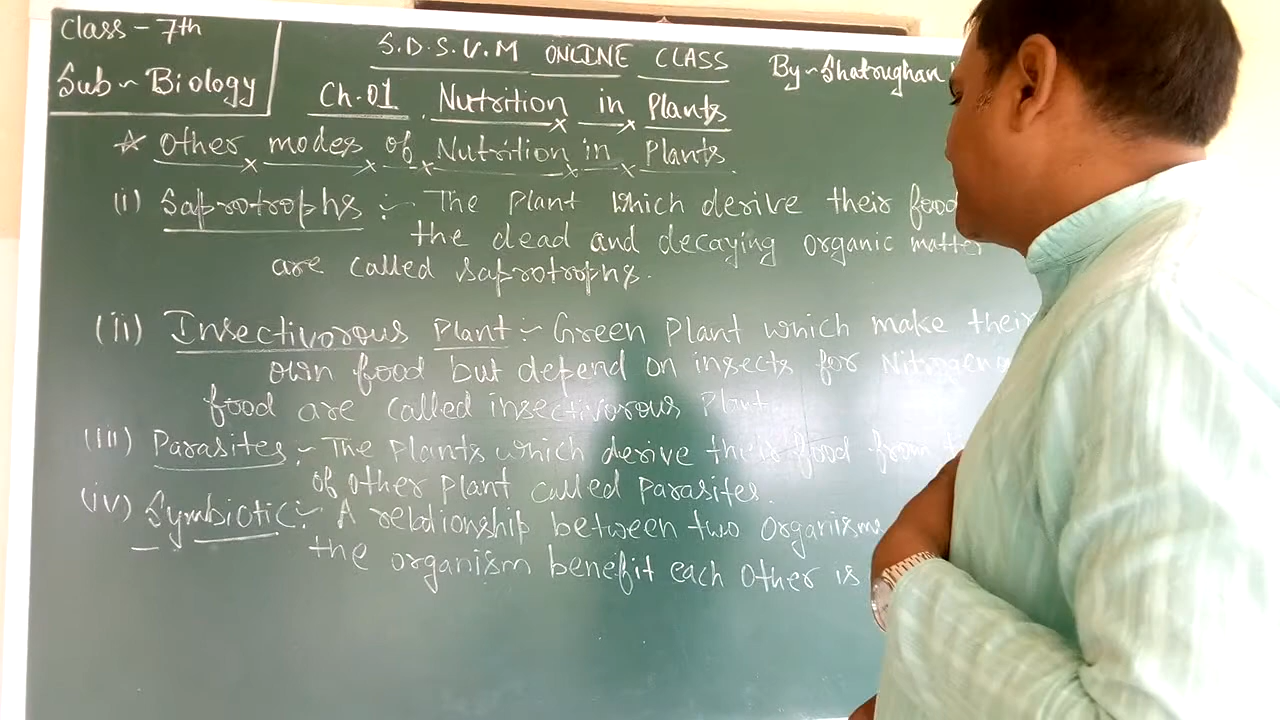 Class - 7th
Sub ~ Biology
S.D.S.V.M ONLINE CLASS
By ~ Shatrughan
Ch.01 Nutrition in Plants
☆ Other modes of Nutrition in Plants.
(i) Saprotrophs :- The Plant which derive their food
the dead and decaying organic matter
are called saprotrophs.
(ii) Insectivorous Plant :- Green Plant which make their
own food but depend on insects for
food are called insectivorous Plant.
(iii) Parasites :- The Plants which derive their food from
of other plant called Parasites.
(iv) Symbiotic :- A relationship between two organisms
the organism benefit each other is